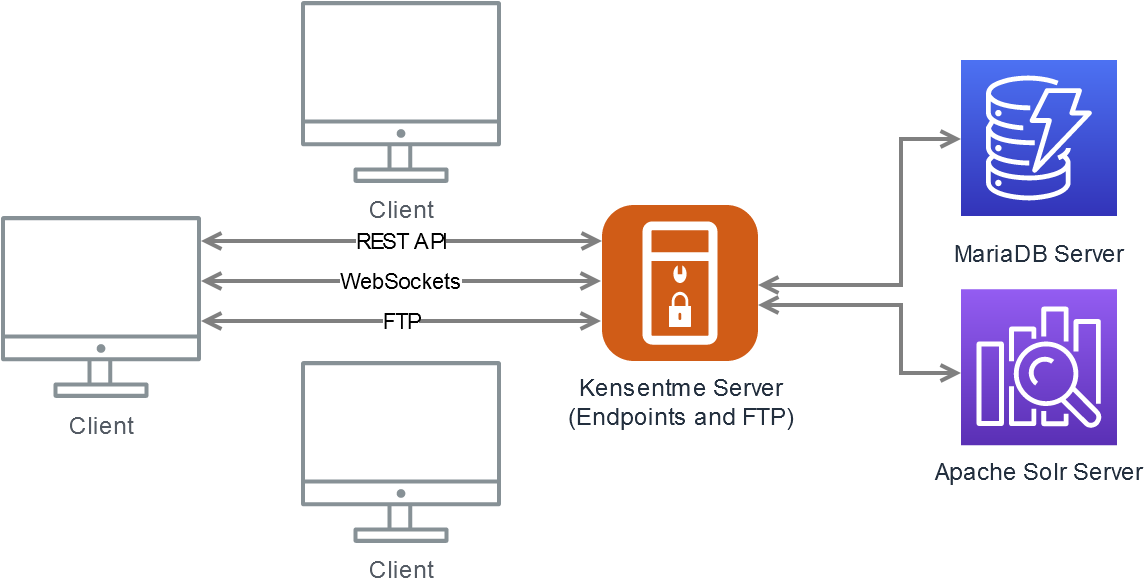 Client
REST API
WebSockets
FTP
Client
Client
Kensentme Server
(Endpoints and FTP)
MariaDB Server
Apache Solr Server